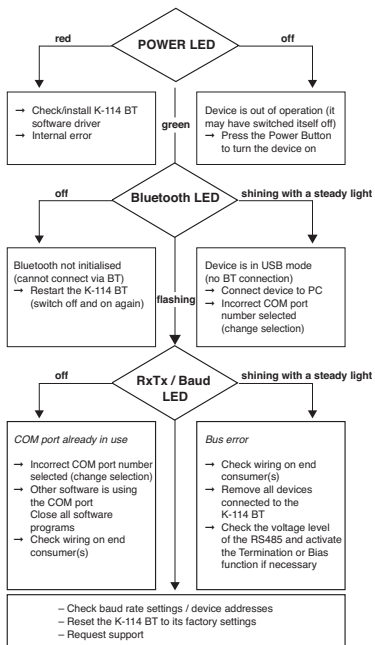 red
POWER LED
off
→ Check/install K-114 BT
software driver
→ Internal error
green
Device is out of operation (it
may have switched itself off)
→ Press the Power Button
to turn the device on
off
Bluetooth LED
shining with a steady light
Bluetooth not initialised
(cannot connect via BT)
→ Restart the K-114 BT
(switch off and on again)
flashing
Device is in USB mode
(no BT connection)
→ Connect device to PC
→ Incorrect COM port
number selected
(change selection)
off
RxTx / Baud
LED
shining with a steady light
COM port already in use
→ Incorrect COM port number
selected (change selection)
→ Other software is using
the COM port
Close all software
programs
→ Check wiring on end
consumer(s)
Bus error
→ Check wiring on end
consumer(s)
→ Remove all devices
connected to the
K-114 BT
→ Check the voltage level
of the RS485 and activate
the Termination or Bias
function if necessary
– Check baud rate settings / device addresses
– Reset the K-114 BT to its factory settings
– Request support